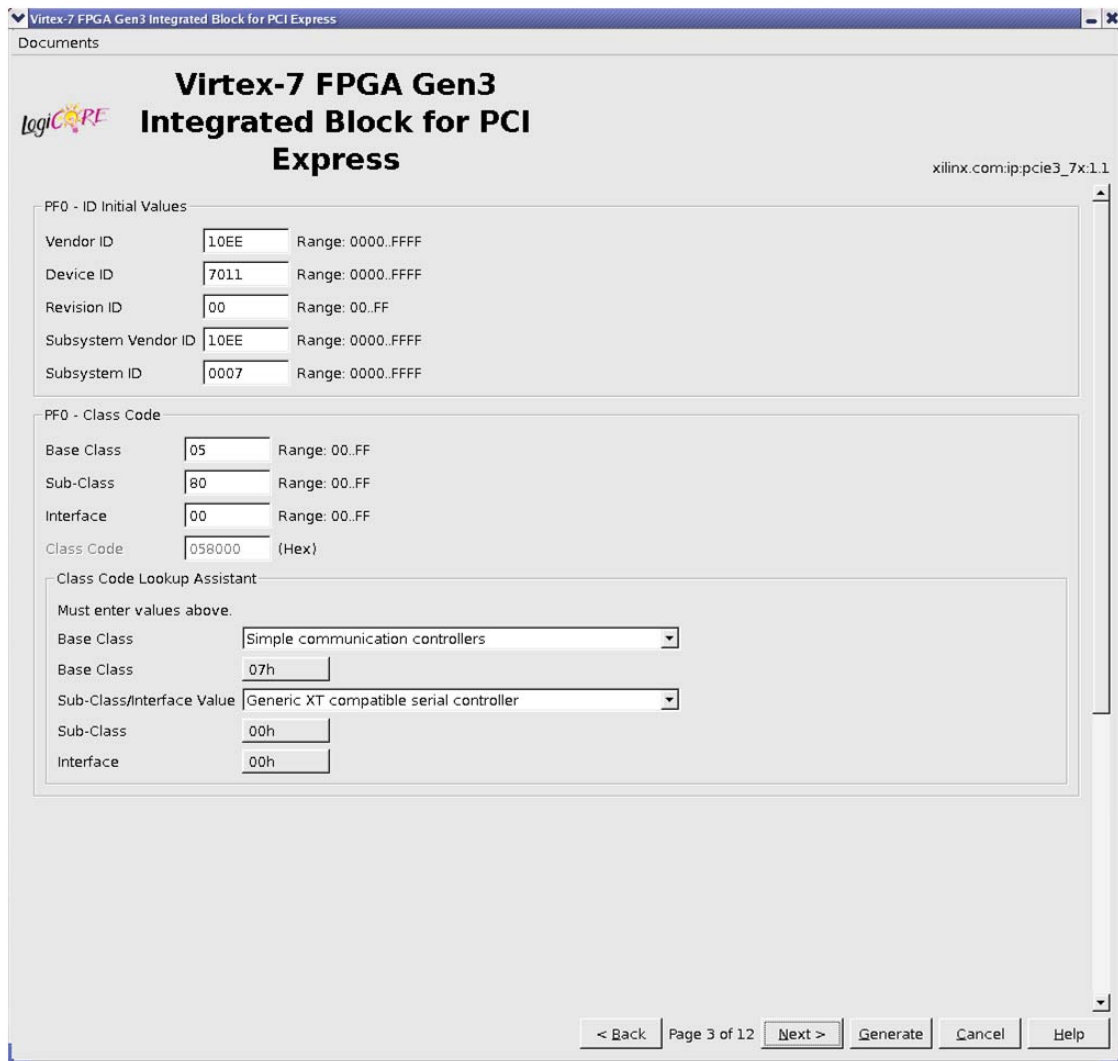 Virtex-7 FPGA Gen3 Integrated Block for PCI Express
Documents
LogiCORE
Virtex-7 FPGA Gen3
Integrated Block for PCI
Express
xilinx.com:ip:pcie3_7x:1.1
PF0 - ID Initial Values
Vendor ID 10EE Range: 0000..FFFF
Device ID 7011 Range: 0000..FFFF
Revision ID 00 Range: 00..FF
Subsystem Vendor ID 10EE Range: 0000..FFFF
Subsystem ID 0007 Range: 0000..FFFF
PF0 - Class Code
Base Class 05 Range: 00..FF
Sub-Class 80 Range: 00..FF
Interface 00 Range: 00..FF
Class Code 058000 (Hex)
Class Code Lookup Assistant
Must enter values above.
Base Class Simple communication controllers
Base Class 07h
Sub-Class/Interface Value Generic XT compatible serial controller
Sub-Class 00h
Interface 00h
< Back Page 3 of 12 Next > Generate Cancel Help